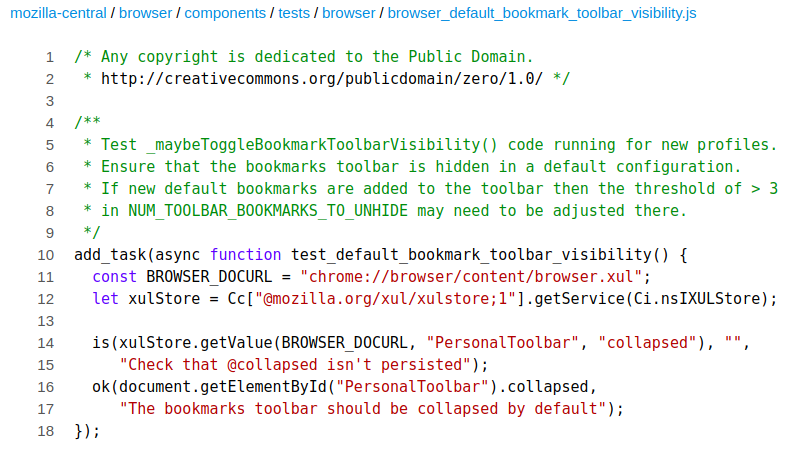 mozilla-central / browser / components / tests / browser / browser_default_bookmark_toolbar_visibility.js
1 /* Any copyright is dedicated to the Public Domain.
2  * http://creativecommons.org/publicdomain/zero/1.0/ */
3
4 /**
5  * Test _maybeToggleBookmarkToolbarVisibility() code running for new profiles.
6  * Ensure that the bookmarks toolbar is hidden in a default configuration.
7  * If new default bookmarks are added to the toolbar then the threshold of > 3
8  * in NUM_TOOLBAR_BOOKMARKS_TO_UNHIDE may need to be adjusted there.
9  */
10 add_task(async function test_default_bookmark_toolbar_visibility() {
11   const BROWSER_DOCURL = "chrome://browser/content/browser.xul";
12   let xulStore = Cc["@mozilla.org/xul/xulstore;1"].getService(Ci.nsIXULStore);
13
14   is(xulStore.getValue(BROWSER_DOCURL, "PersonalToolbar", "collapsed"), "",
15      "Check that @collapsed isn't persisted");
16   ok(document.getElementById("PersonalToolbar").collapsed,
17      "The bookmarks toolbar should be collapsed by default");
18 });